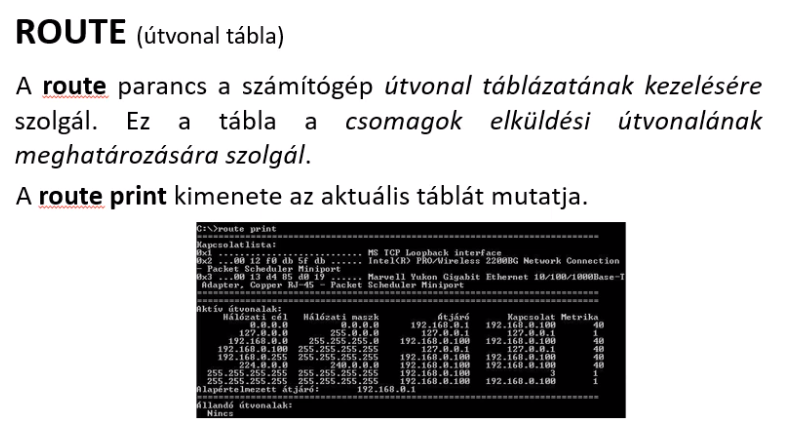 ROUTE (útvonal tábla)
A route parancs a számítógép útvonal táblázatának kezelésére
szolgál. Ez a tábla a csomagok elküldési útvonalának
meghatározására szolgál.
A route print kimenete az aktuális táblát mutatja.
C:\>route print
===========================================================================
Kapcsolatlista:
0x1 ........................... MS TCP Loopback interface
0x2 ...00 12 f0 db 5f db ...... Intel(R) PRO/Wireless 2200BG Network Connection
- Packet Scheduler Miniport
0x3 ...00 13 d4 85 d0 19 ...... Marvell Yukon Gigabit Ethernet 10/100/1000Base-T
Adapter, Copper RJ-45 - Packet Scheduler Miniport
===========================================================================
===========================================================================
Aktív útvonalak:
Hálózati cél Hálózati maszk Átjáró Kapcsolat Metrika
0.0.0.0 0.0.0.0 192.168.0.1 192.168.0.100 40
127.0.0.0 255.0.0.0 127.0.0.1 127.0.0.1 1
192.168.0.0 255.255.255.0 192.168.0.100 192.168.0.100 40
192.168.0.100 255.255.255.255 127.0.0.1 127.0.0.1 40
192.168.0.255 255.255.255.255 192.168.0.100 192.168.0.100 40
224.0.0.0 240.0.0.0 192.168.0.100 192.168.0.100 40
255.255.255.255 255.255.255.255 192.168.0.100 3 1
255.255.255.255 255.255.255.255 192.168.0.100 192.168.0.100 1
Alapértelmezett átjáró: 192.168.0.1
===========================================================================
Állandó útvonalak:
Nincs